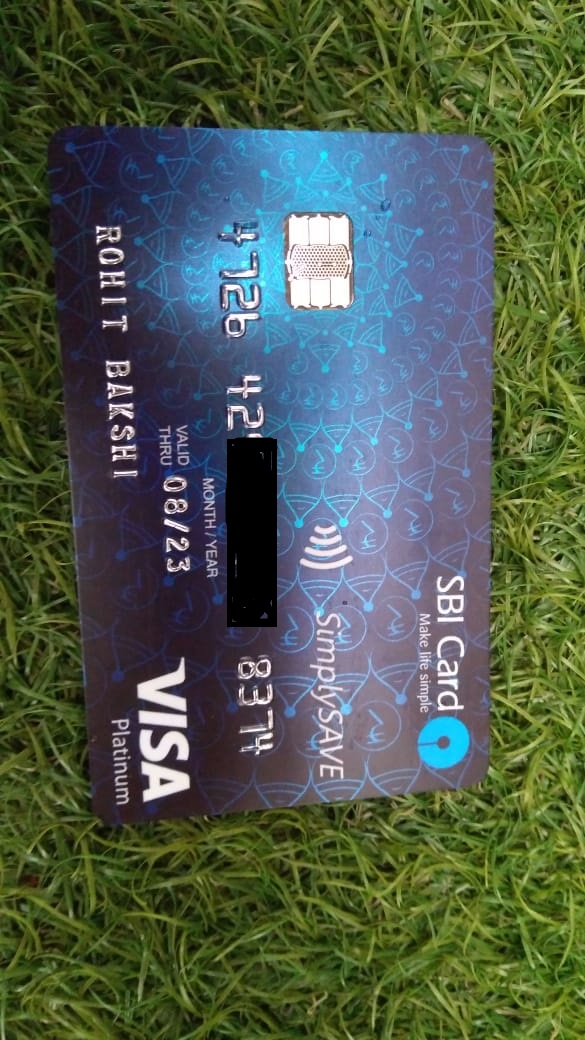 SBI Card
Make life simple
SimplySAVE
4726 42 8374
MONTH / YEAR
VALID THRU 08/23
ROHIT BAKSHI
VISA
Platinum